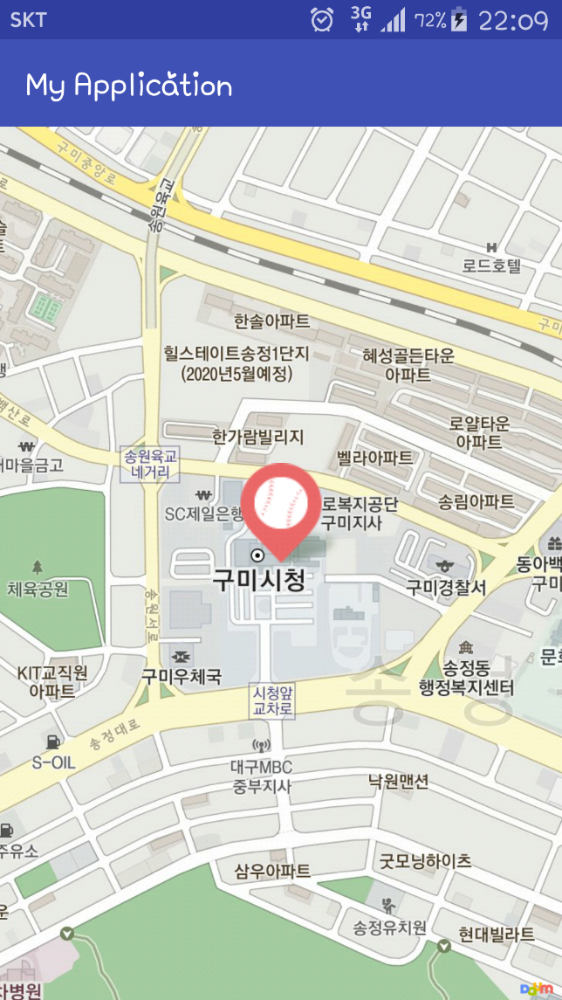 SKT
3G
72%
22:09
My Application
구미중앙로
송원육교
로드호텔
구미
한솔아파트
힐스테이트송정1단지
(2020년5월예정)
혜성골든타운
아파트
백산로
로얄타운
아파트
한가람빌리지
벨라아파트
송원육교
네거리
새마을금고
SC제일은행
로복지공단
구미지사
송림아파트
구미시청
체육공원
구미경찰서
동아백
구미
송원서로
KIT교직원
아파트
구미우체국
송정동
행정복지센터
문화
송
시청앞
교차로
송정대로
S-OIL
대구MBC
중부지사
낙원맨션
주유소
삼우아파트
굿모닝하이츠
송정유치원
현대빌라트
차병원
Daum